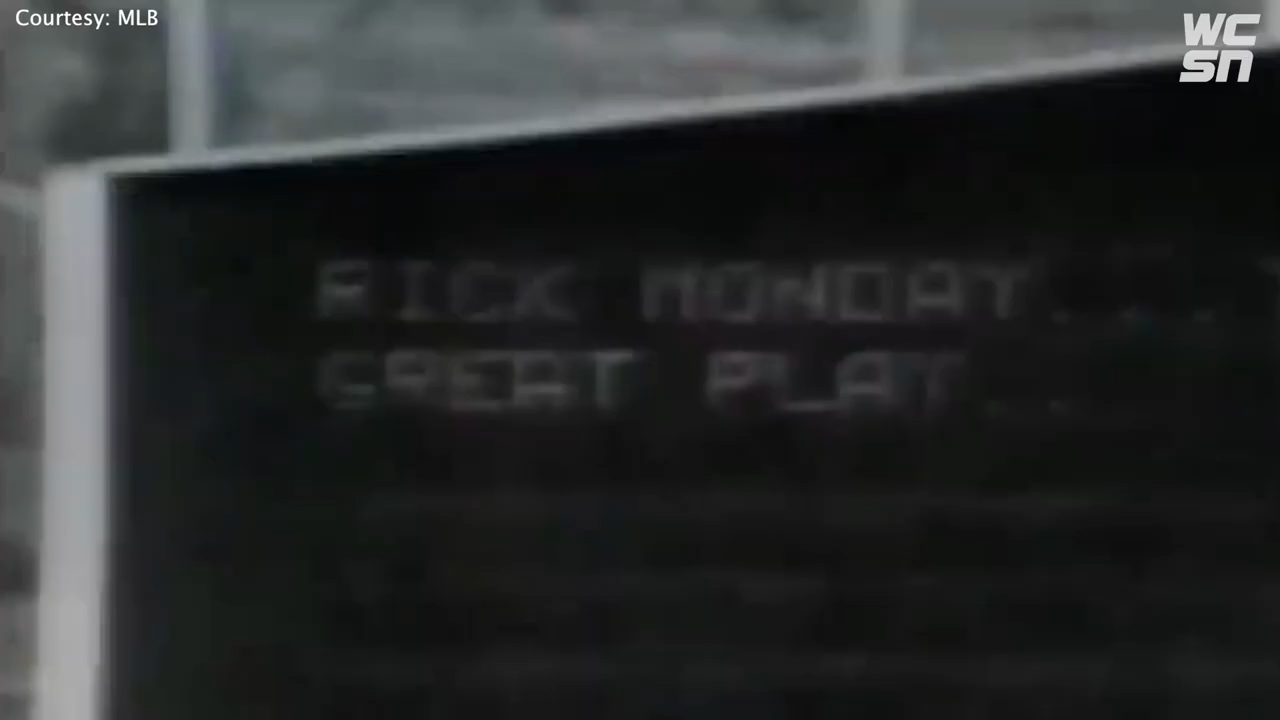 Courtesy: MLB
WC
SN
RICK MONDAY...
GREAT PLAY..